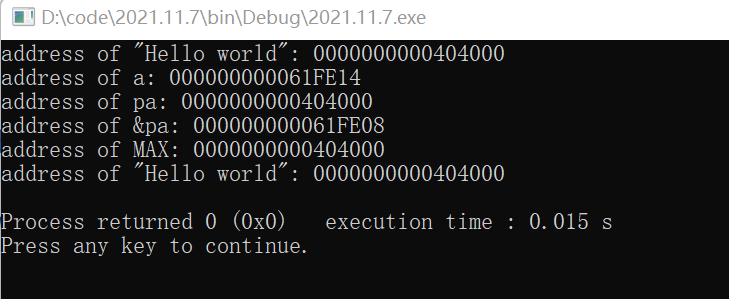 D:\code\2021.11.7\bin\Debug\2021.11.7.exe
address of "Hello world": 0000000000404000
address of a: 000000000061FE14
address of pa: 0000000000404000
address of &pa: 000000000061FE08
address of MAX: 0000000000404000
address of "Hello world": 0000000000404000
Process returned 0 (0x0)   execution time : 0.015 s
Press any key to continue.